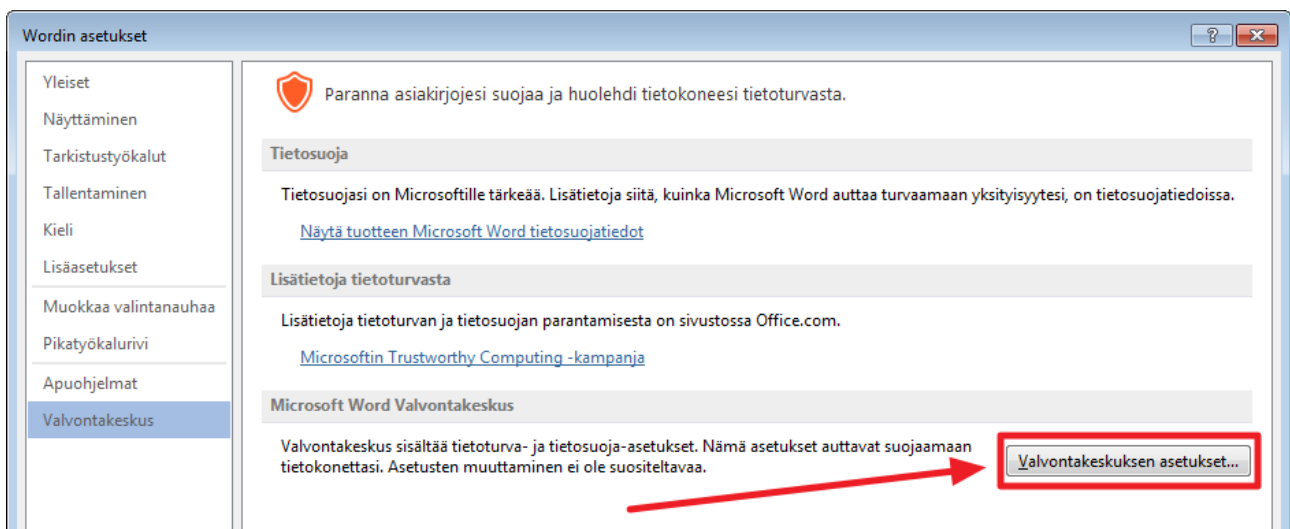 Wordin asetukset
Yleiset
Näyttäminen
Tarkistustyökalut
Tallentaminen
Kieli
Lisäasetukset
Muokkaa valintanauhaa
Pikatyökalurivi
Apuohjelmat
Valvontakeskus
Paranna asiakirjojesi suojaa ja huolehdi tietokoneesi tietoturvasta.
Tietosuoja
Tietosuojasi on Microsoftille tärkeää. Lisätietoja siitä, kuinka Microsoft Word auttaa turvaamaan yksityisyytesi, on tietosuojatiedoissa.
Näytä tuotteen Microsoft Word tietosuojatiedot
Lisätietoja tietoturvasta
Lisätietoja tietoturvan ja tietosuojan parantamisesta on sivustossa Office.com.
Microsoftin Trustworthy Computing -kampanja
Microsoft Word Valvontakeskus
Valvontakeskus sisältää tietoturva- ja tietosuoja-asetukset. Nämä asetukset auttavat suojaamaan
tietokonettasi. Asetusten muuttaminen ei ole suositeltavaa.
Valvontakeskuksen asetukset...